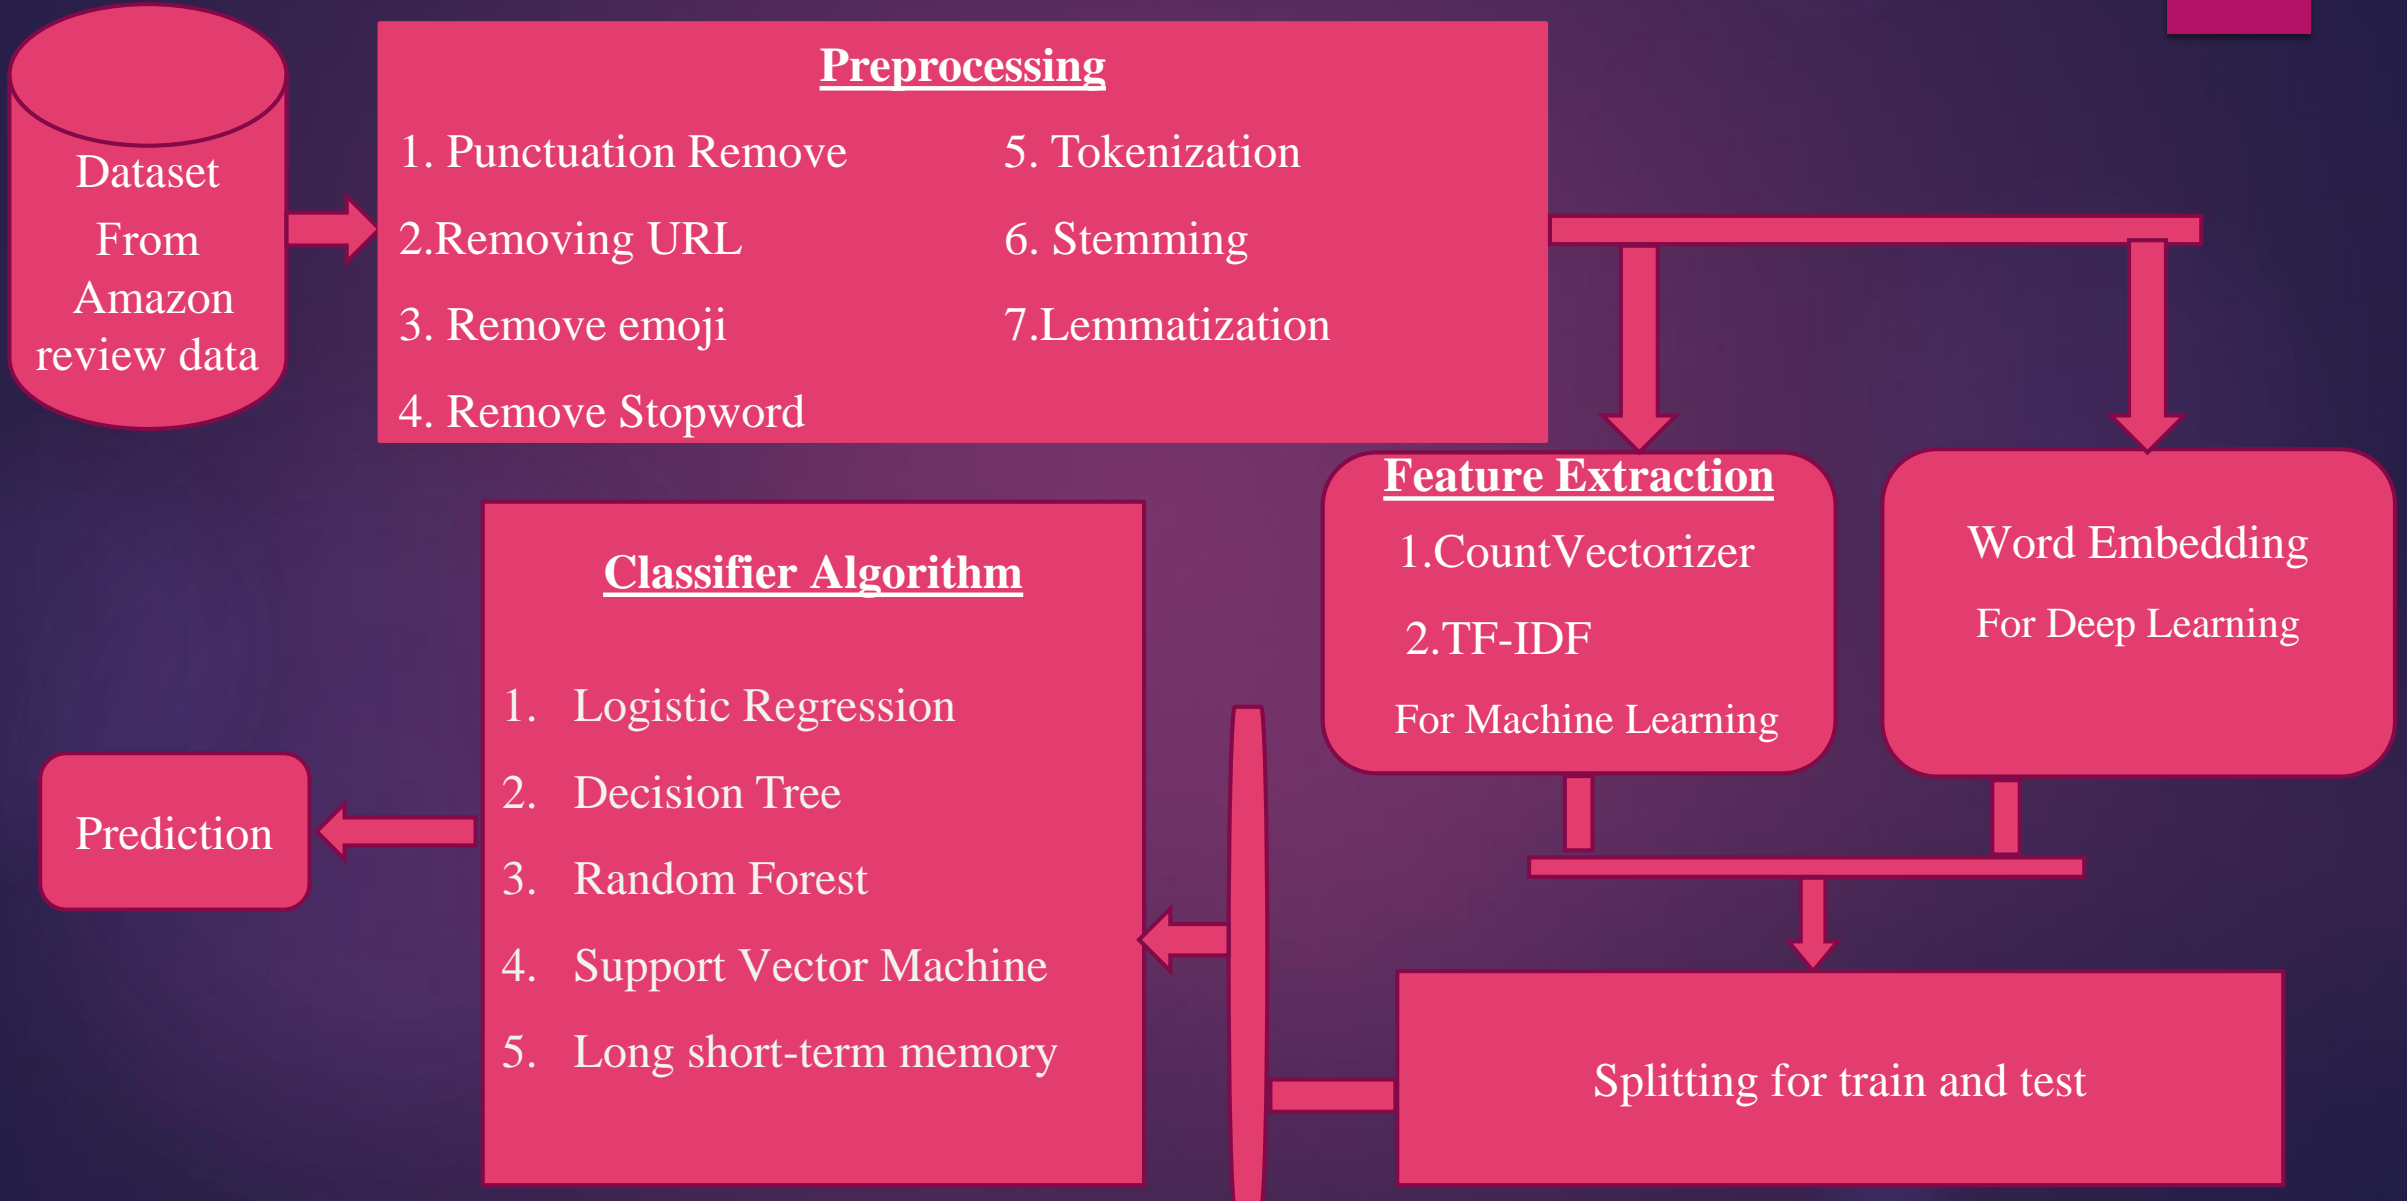 Dataset
From
Amazon
review data
Preprocessing
1. Punctuation Remove
2.Removing URL
3. Remove emoji
4. Remove Stopword
5. Tokenization
6. Stemming
7.Lemmatization
Feature Extraction
1.CountVectorizer
2.TF-IDF
For Machine Learning
Word Embedding
For Deep Learning
Splitting for train and test
Classifier Algorithm
1. Logistic Regression
2. Decision Tree
3. Random Forest
4. Support Vector Machine
5. Long short-term memory
Prediction